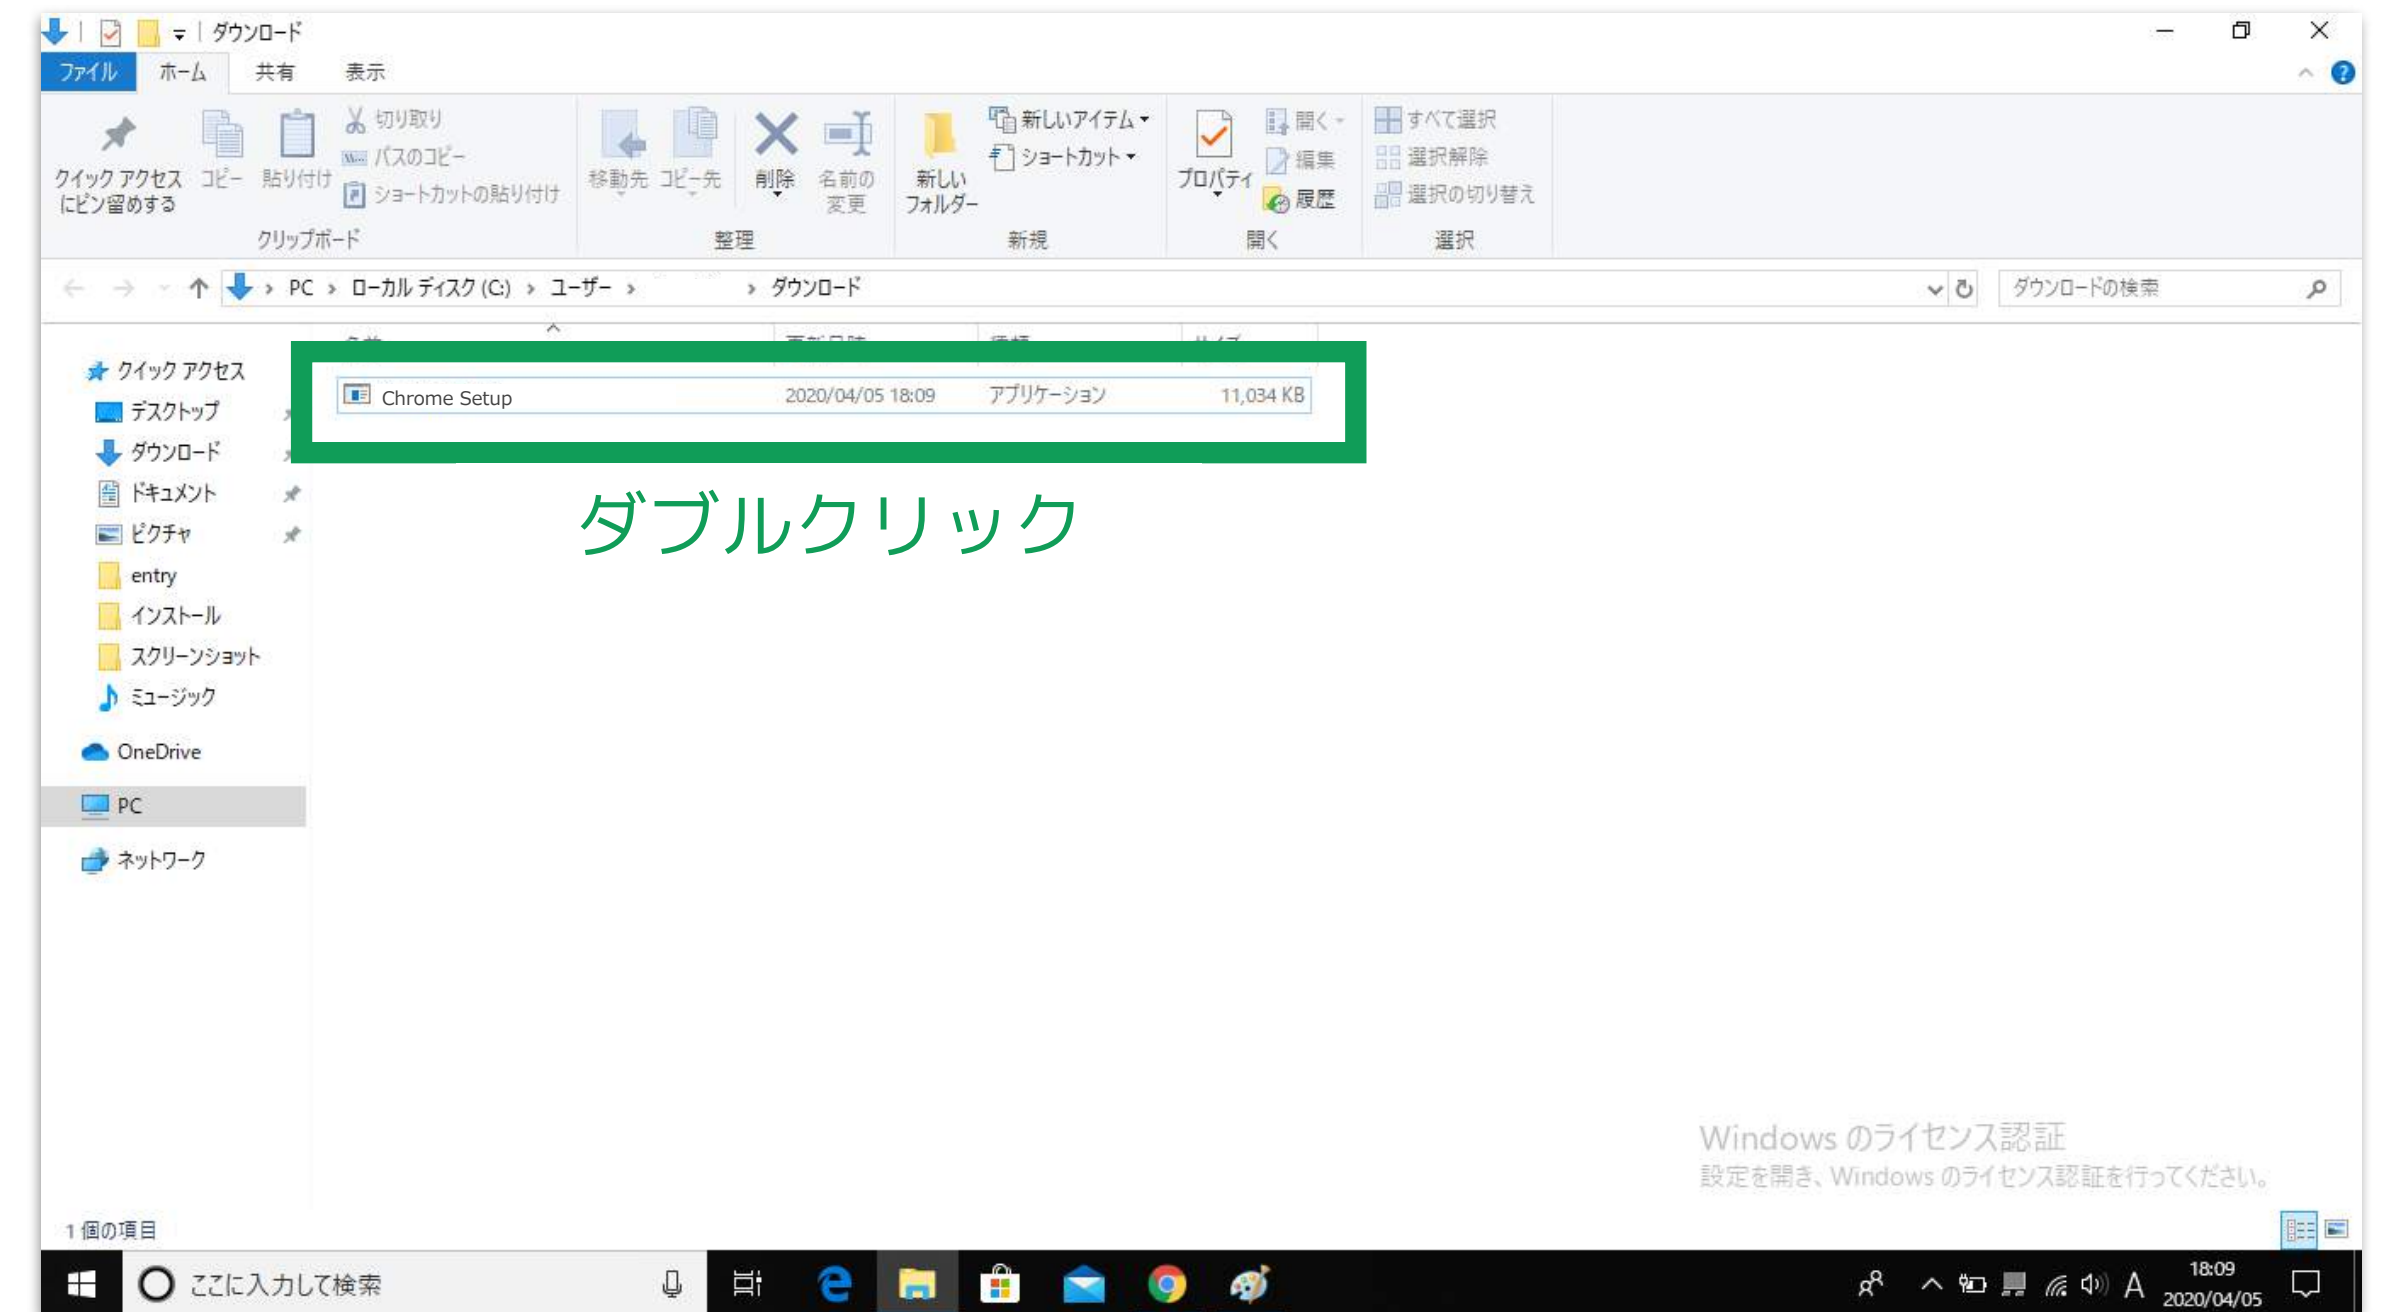 ダウンロード
ファイル ホーム 共有 表示
クイック アクセス
にピン留めする
コピー
貼り付け
切り取り
パスのコピー
ショートカットの貼り付け
クリップボード
移動先
コピー先
削除
名前の
変更
整理
新しい
フォルダー
新しいアイテム
ショートカット
新規
プロパティ
開く
編集
履歴
開く
すべて選択
選択解除
選択の切り替え
選択
PC › ローカル ディスク (C:) › ユーザー › › ダウンロード
ダウンロードの検索
Chrome Setup 2020/04/05 18:09 アプリケーション 11,034 KB
ダブルクリック
クイック アクセス
デスクトップ
ダウンロード
ドキュメント
ピクチャ
entry
インストール
スクリーンショット
ミュージック
OneDrive
PC
ネットワーク
Windows のライセンス認証
設定を開き、Windows のライセンス認証を行ってください。
1 個の項目
ここに入力して検索
A
18:09
2020/04/05